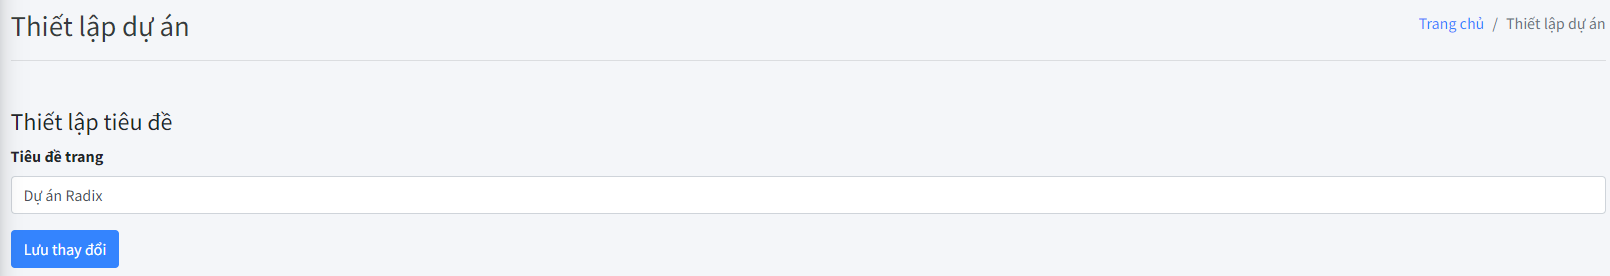 Thiết lập dự án
Trang chủ / Thiết lập dự án
Thiết lập tiêu đề
Tiêu đề trang
Dự án Radix
Lưu thay đổi